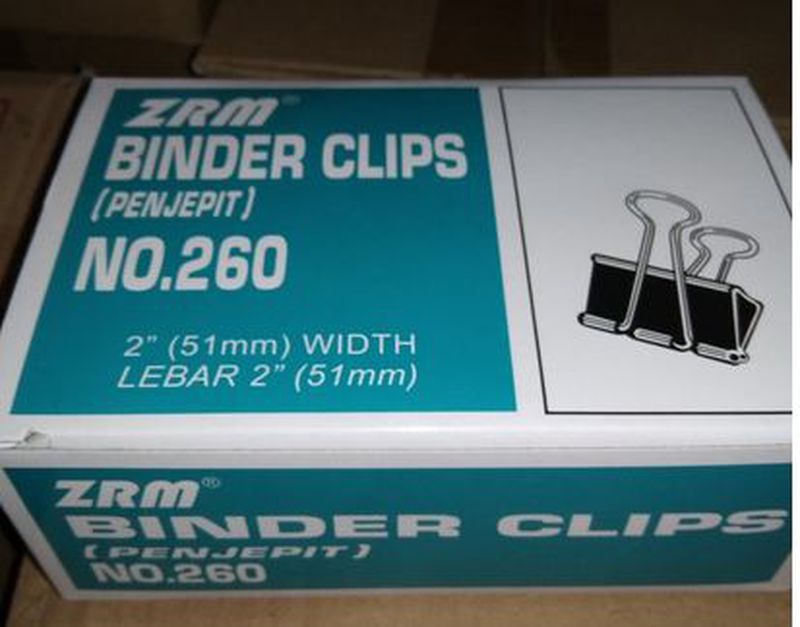 ZRM®
BINDER CLIPS
(PENJEPIT)
NO.260
2" (51mm) WIDTH
LEBAR 2" (51mm)
ZRM®
BINDER CLIPS
(PENJEPIT)
NO.260